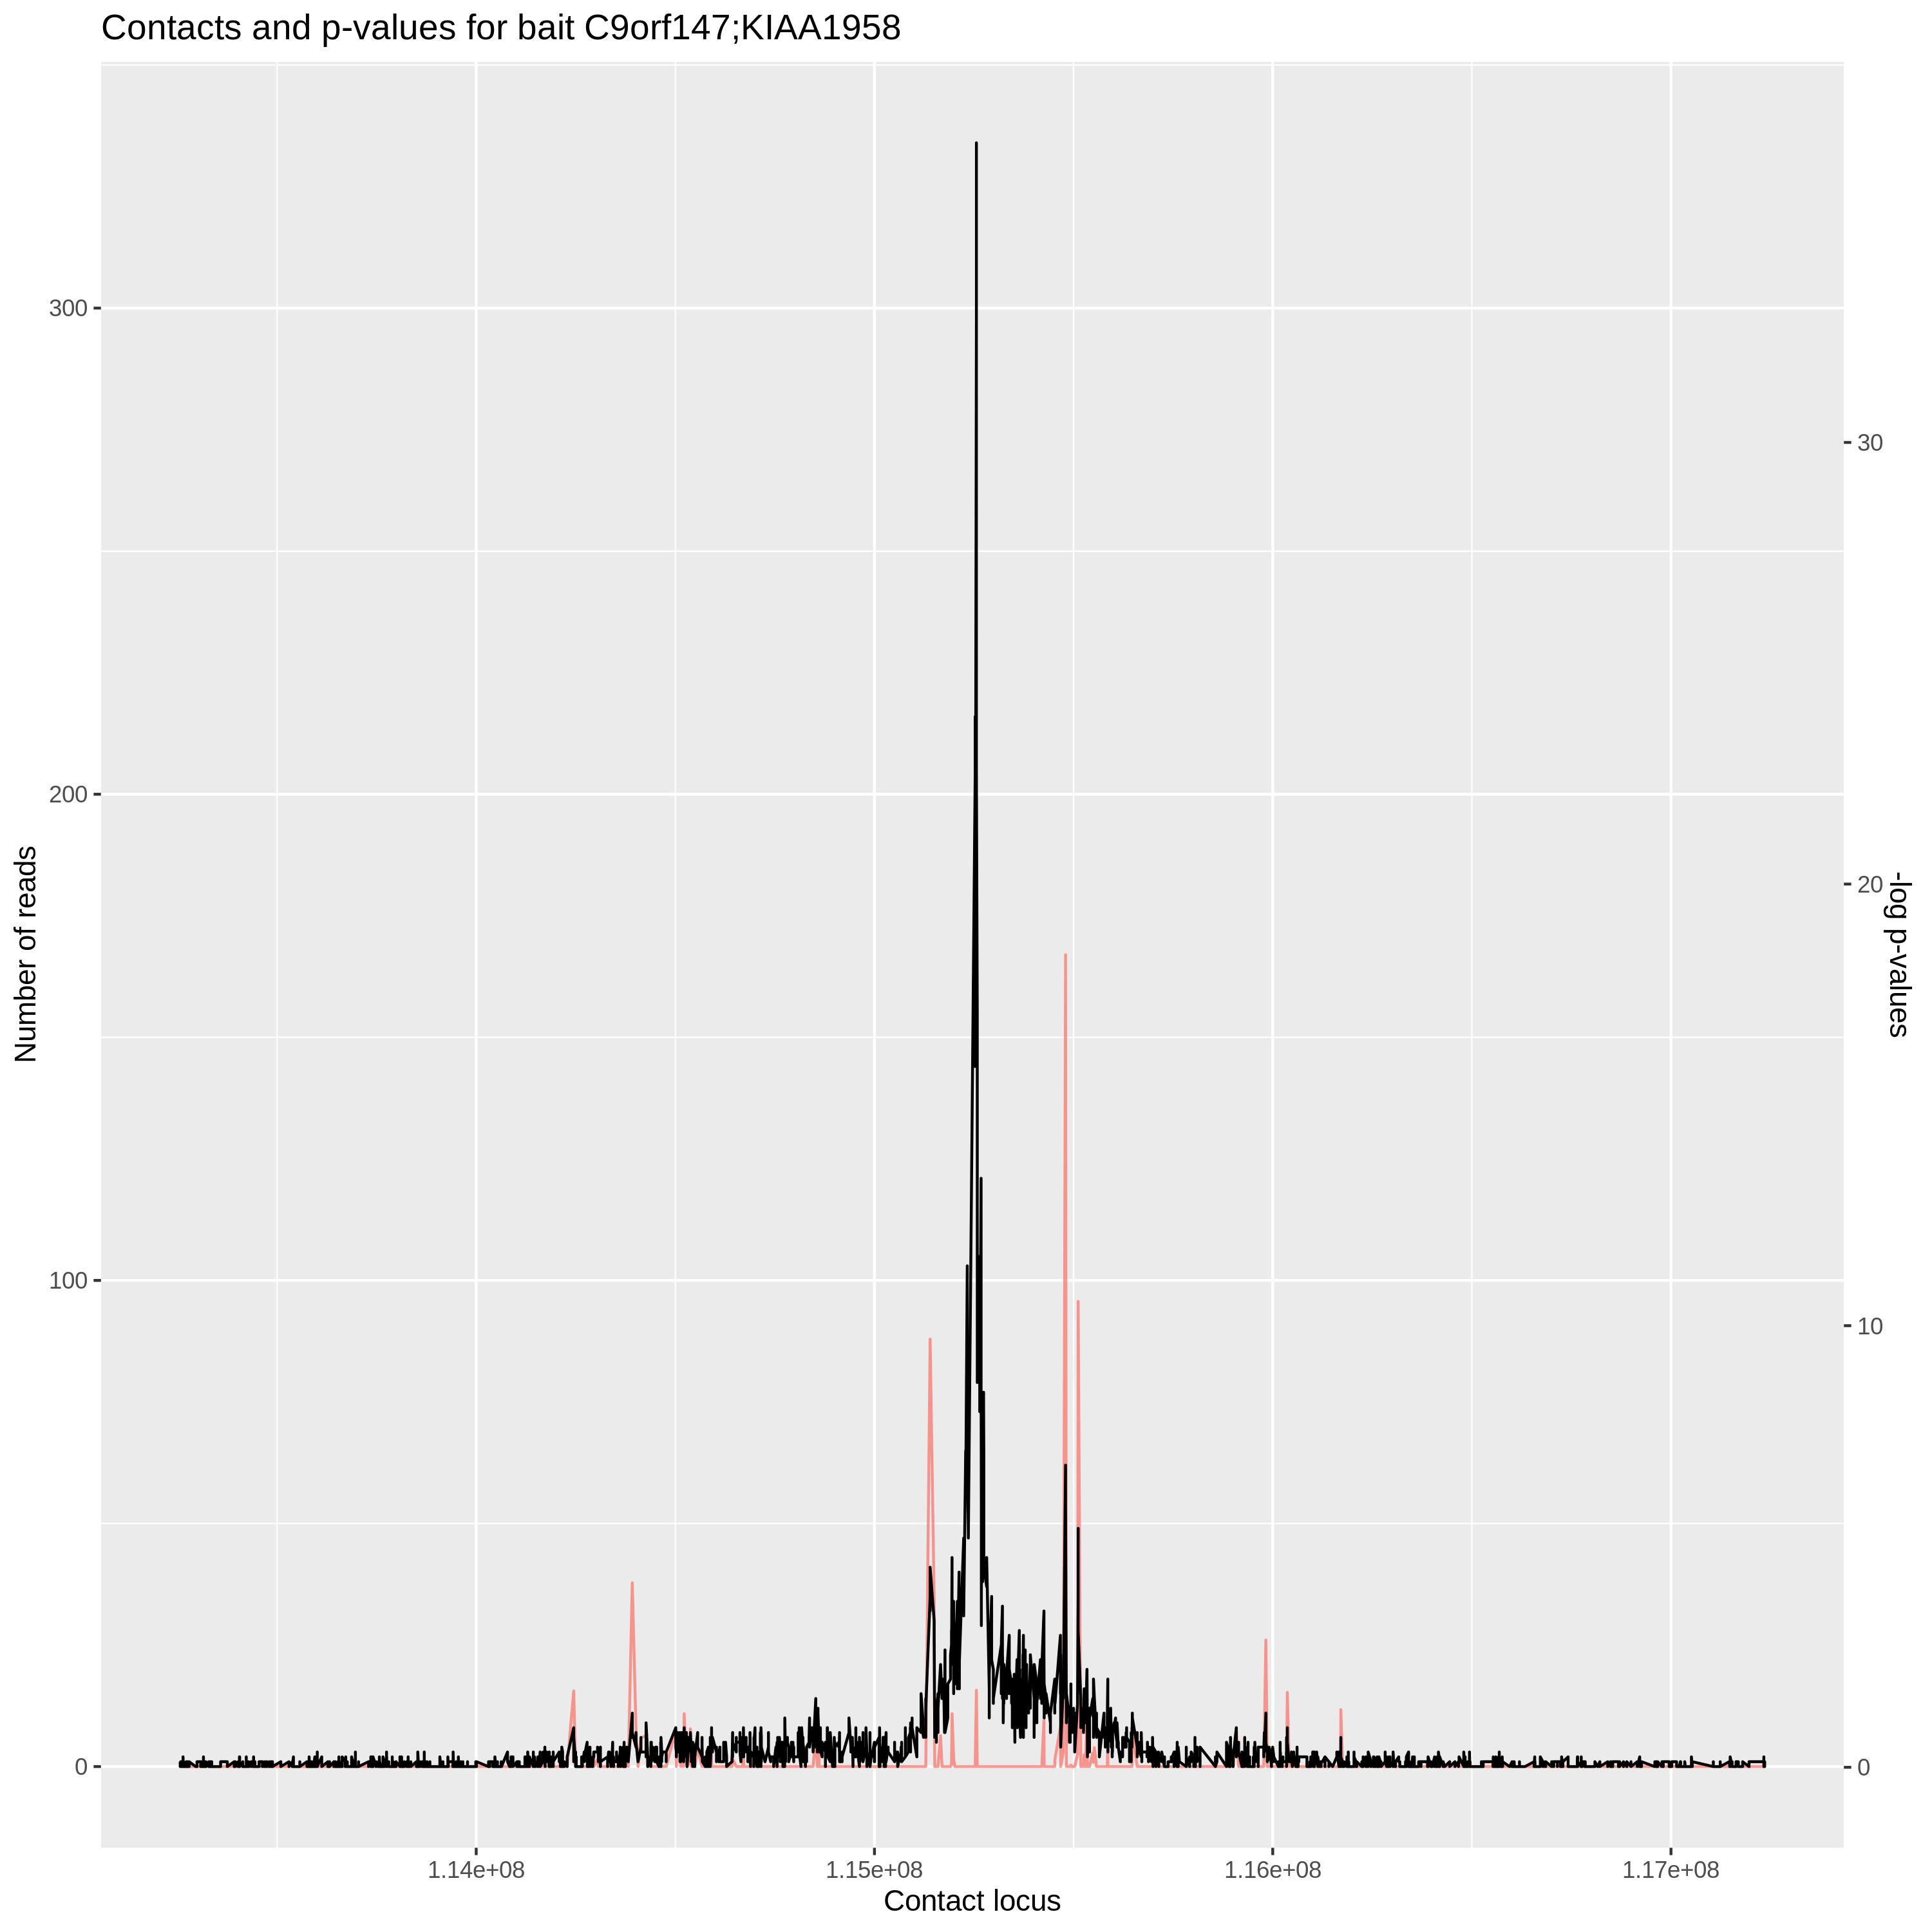 Contacts and p-values for bait C9orf147;KIAA1958
Number of reads
300
200
100
0
30
20
10
0
-log p-values
1.14e+08
1.15e+08
1.16e+08
1.17e+08
Contact locus